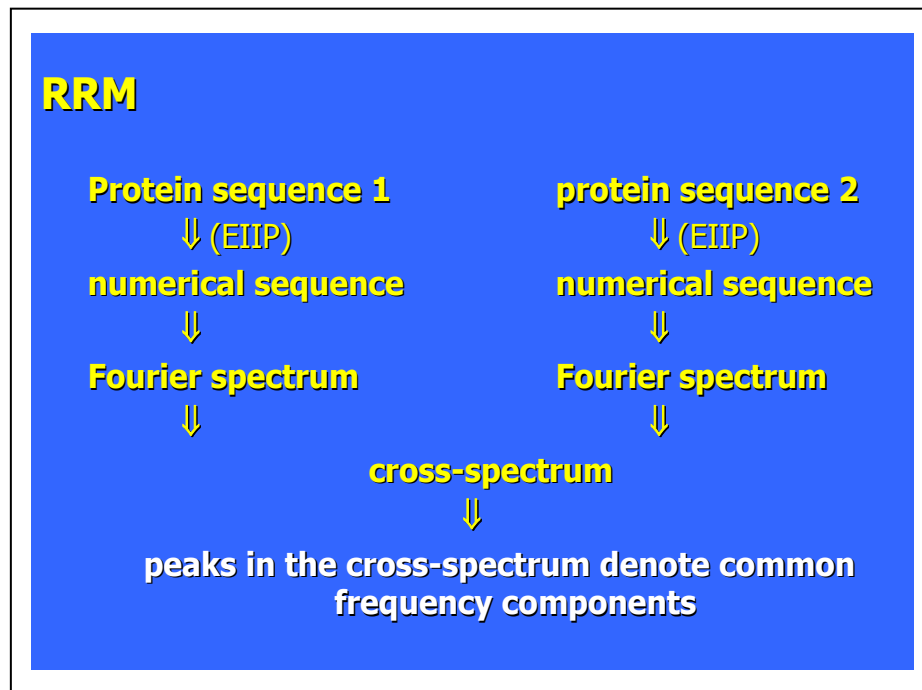 RRM
Protein sequence 1 protein sequence 2
⇓ (EIIP) ⇓ (EIIP)
numerical sequence numerical sequence
⇓ ⇓
Fourier spectrum Fourier spectrum
⇓ ⇓
cross-spectrum
⇓
peaks in the cross-spectrum denote common
frequency components